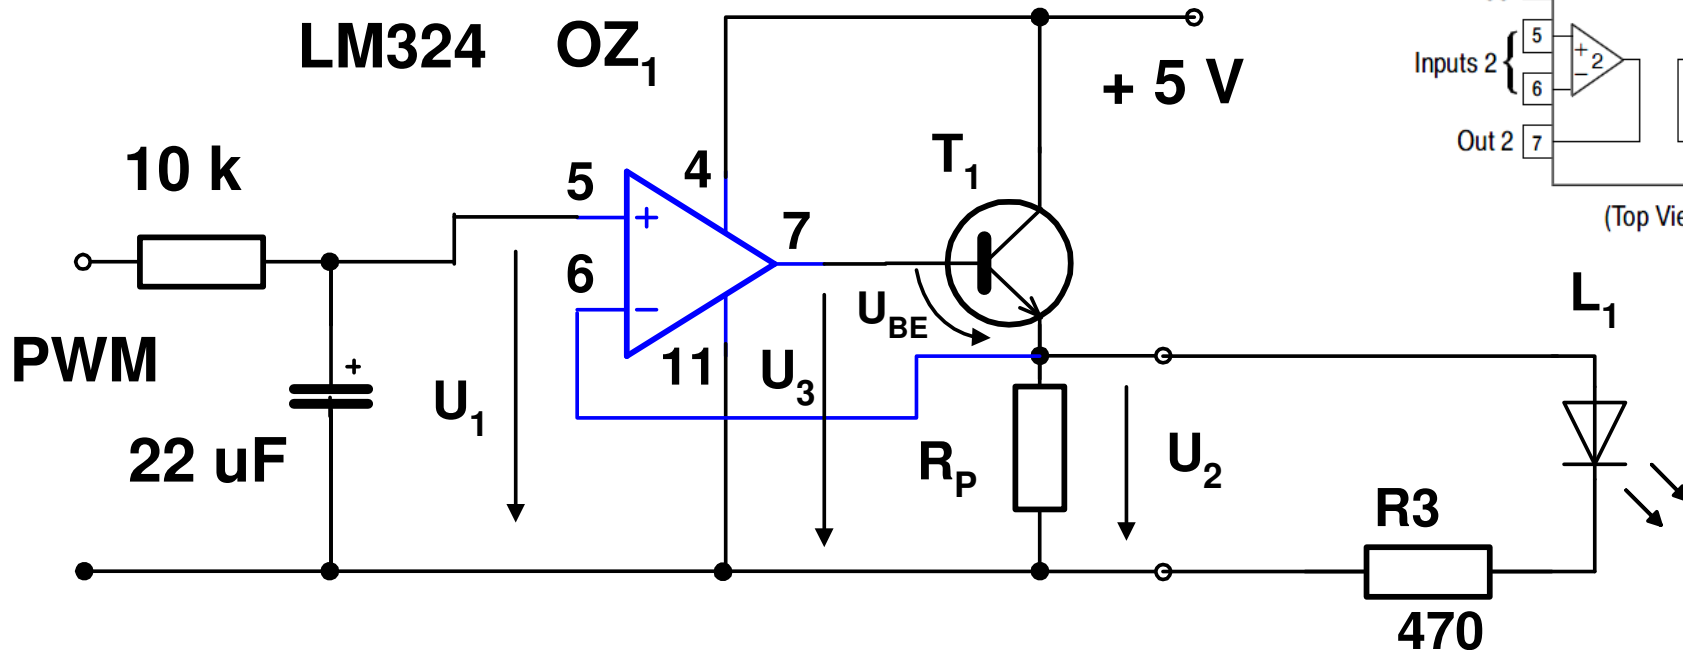 LM324 OZ1
+ 5 V
10 k
5
4
7
6
11
+
−
T1
UBE
PWM
+
22 uF
U1
U3
RP
U2
L1
R3
470
Inputs 2
5
6
+
−
2
Out 2
7
(Top Vie